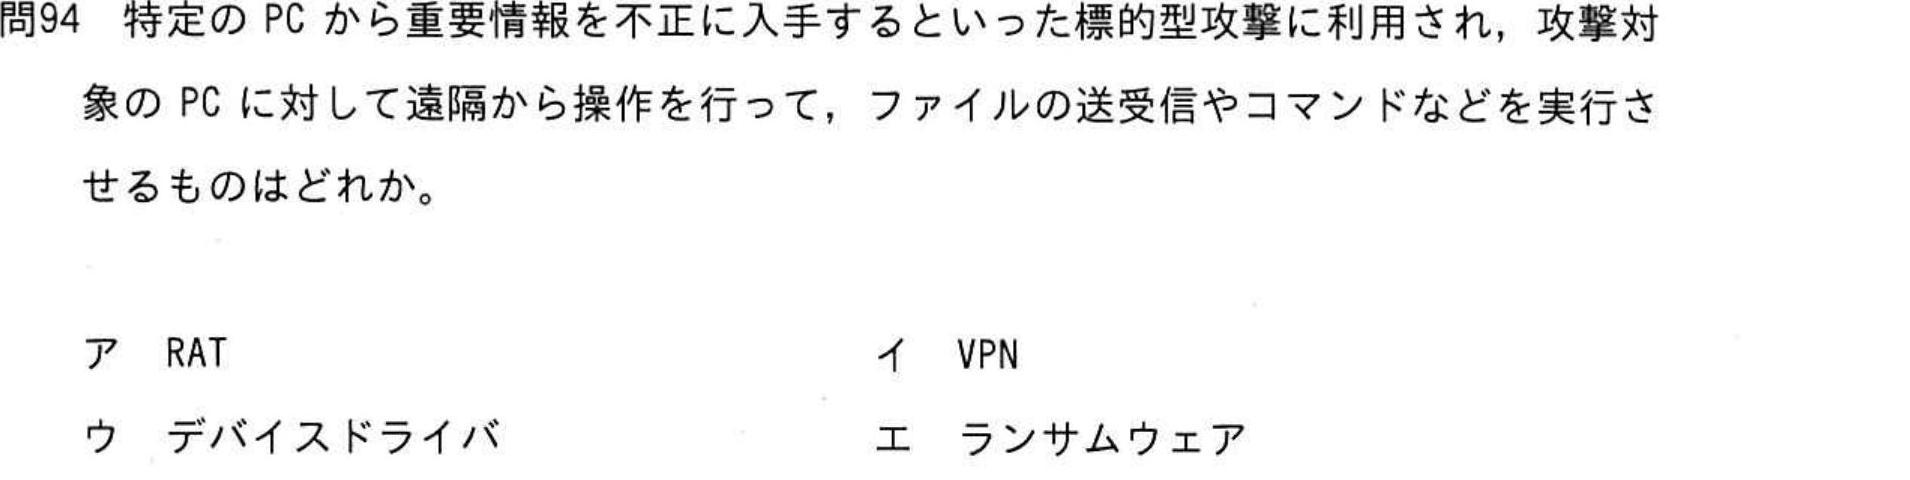 問94 特定の PC から重要情報を不正に入手するといった標的型攻撃に利用され，攻撃対
象の PC に対して遠隔から操作を行って，ファイルの送受信やコマンドなどを実行さ
せるものはどれか。
ア RAT
イ VPN
ウ デバイスドライバ
エ ランサムウェア